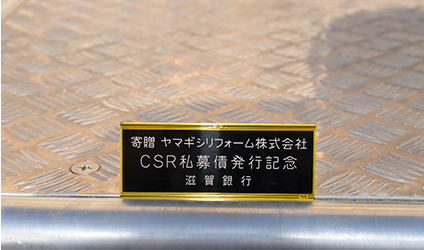 寄贈 ヤマギシリフォーム株式会社
CSR私募債発行記念
滋賀銀行